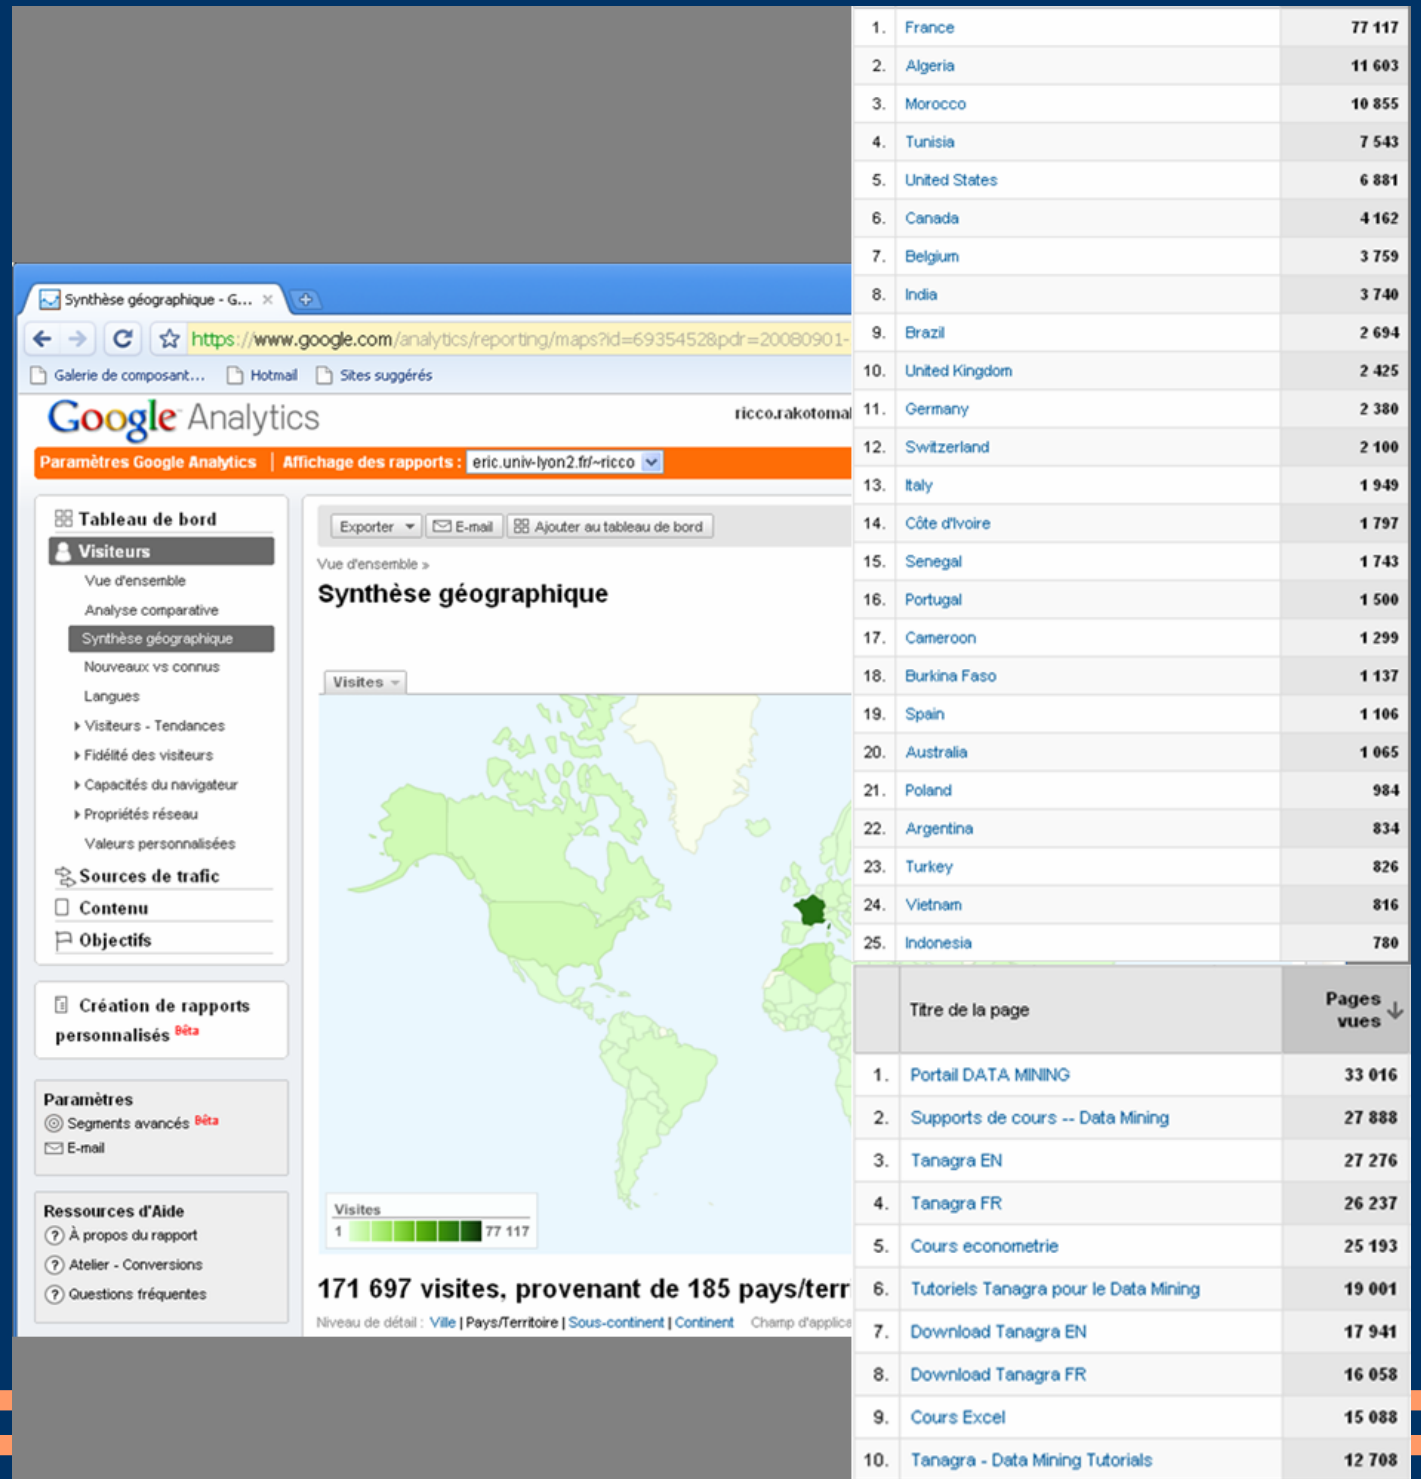 Synthèse géographique - G...
https://www.google.com/analytics/reporting/maps?id=6935452&pdr=20080901-
Galerie de composant... Hotmail Sites suggérés
Google Analytics
ricco.rakotomal
Paramètres Google Analytics | Affichage des rapports : eric.univ-lyon2.fr/~ricco
Tableau de bord
Visiteurs
Vue d'ensemble
Analyse comparative
Synthèse géographique
Nouveaux vs connus
Langues
Visiteurs - Tendances
Fidélité des visiteurs
Capacités du navigateur
Propriétés réseau
Valeurs personnalisées
Sources de trafic
Contenu
Objectifs
Création de rapports
personnalisés Bêta
Paramètres
Segments avancés Bêta
E-mail
Ressources d'Aide
À propos du rapport
Atelier - Conversions
Questions fréquentes
Exporter E-mail Ajouter au tableau de bord
Vue d'ensemble »
Synthèse géographique
Visites
Visites
1 77 117
171 697 visites, provenant de 185 pays/terr
Niveau de détail : Ville | Pays/Territoire | Sous-continent | Continent Champ d'applica
1. France 77 117
2. Algeria 11 603
3. Morocco 10 855
4. Tunisia 7 543
5. United States 6 881
6. Canada 4 162
7. Belgium 3 759
8. India 3 740
9. Brazil 2 694
10. United Kingdom 2 425
11. Germany 2 380
12. Switzerland 2 100
13. Italy 1 949
14. Côte d'Ivoire 1 797
15. Senegal 1 743
16. Portugal 1 500
17. Cameroon 1 299
18. Burkina Faso 1 137
19. Spain 1 106
20. Australia 1 065
21. Poland 984
22. Argentina 834
23. Turkey 826
24. Vietnam 816
25. Indonesia 780
Titre de la page Pages
vues
1. Portail DATA MINING 33 016
2. Supports de cours -- Data Mining 27 888
3. Tanagra EN 27 276
4. Tanagra FR 26 237
5. Cours econometrie 25 193
6. Tutoriels Tanagra pour le Data Mining 19 001
7. Download Tanagra EN 17 941
8. Download Tanagra FR 16 058
9. Cours Excel 15 088
10. Tanagra - Data Mining Tutorials 12 708